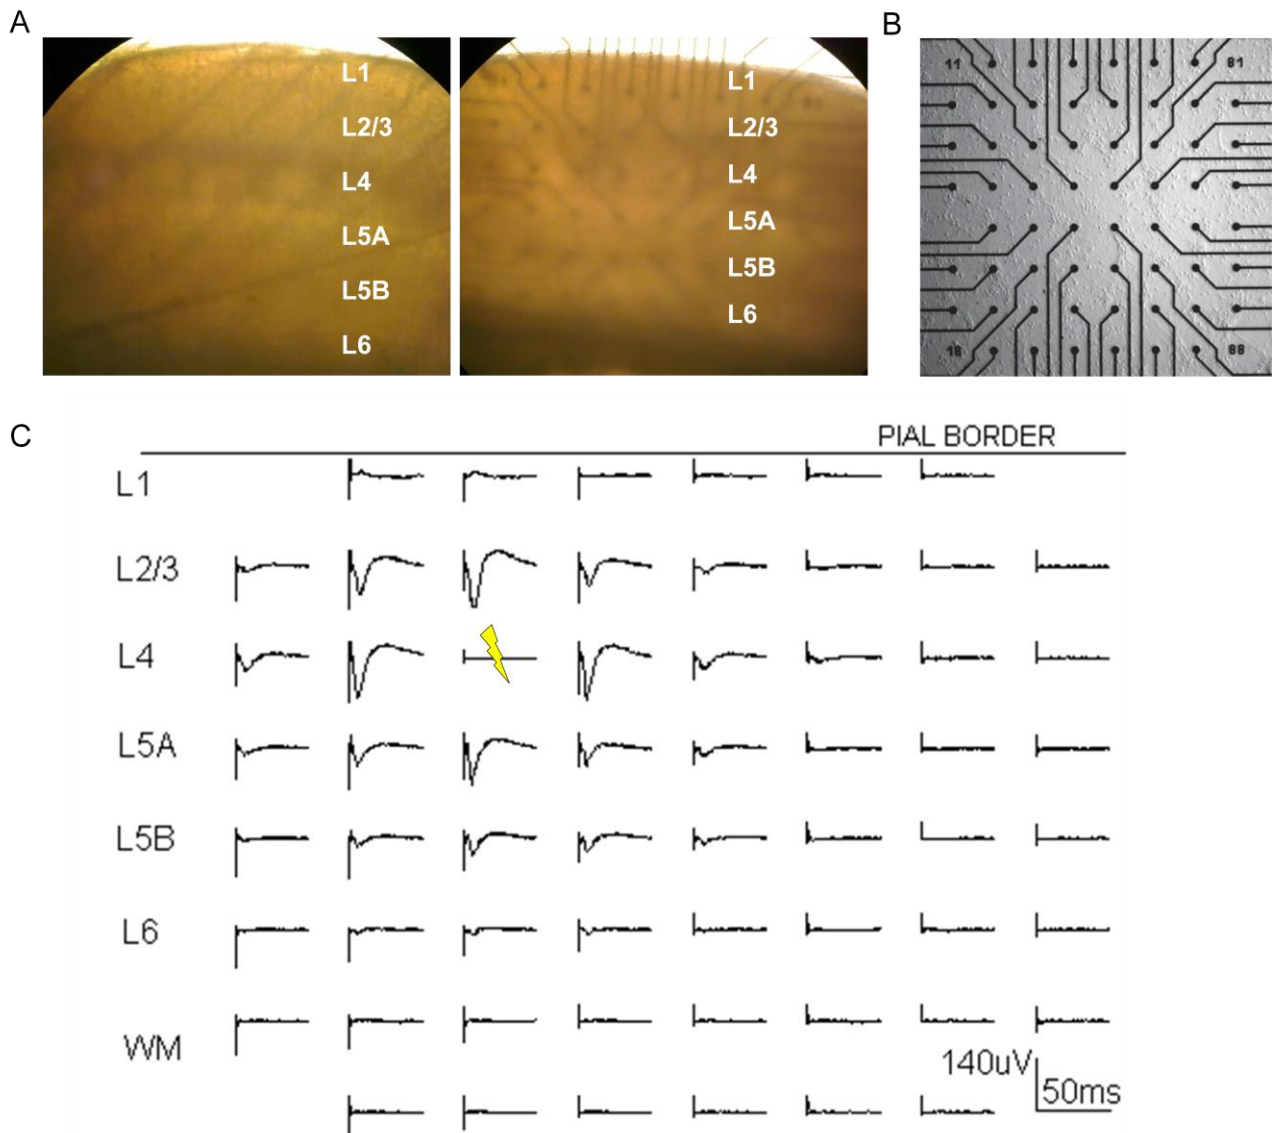 A
B
L1
L2/3
L4
L5A
L5B
L6
L1
L2/3
L4
L5A
L5B
L6
11
81
18
88
C
PIAL BORDER
L1
L2/3
L4
L5A
L5B
L6
WM
140uV
50ms